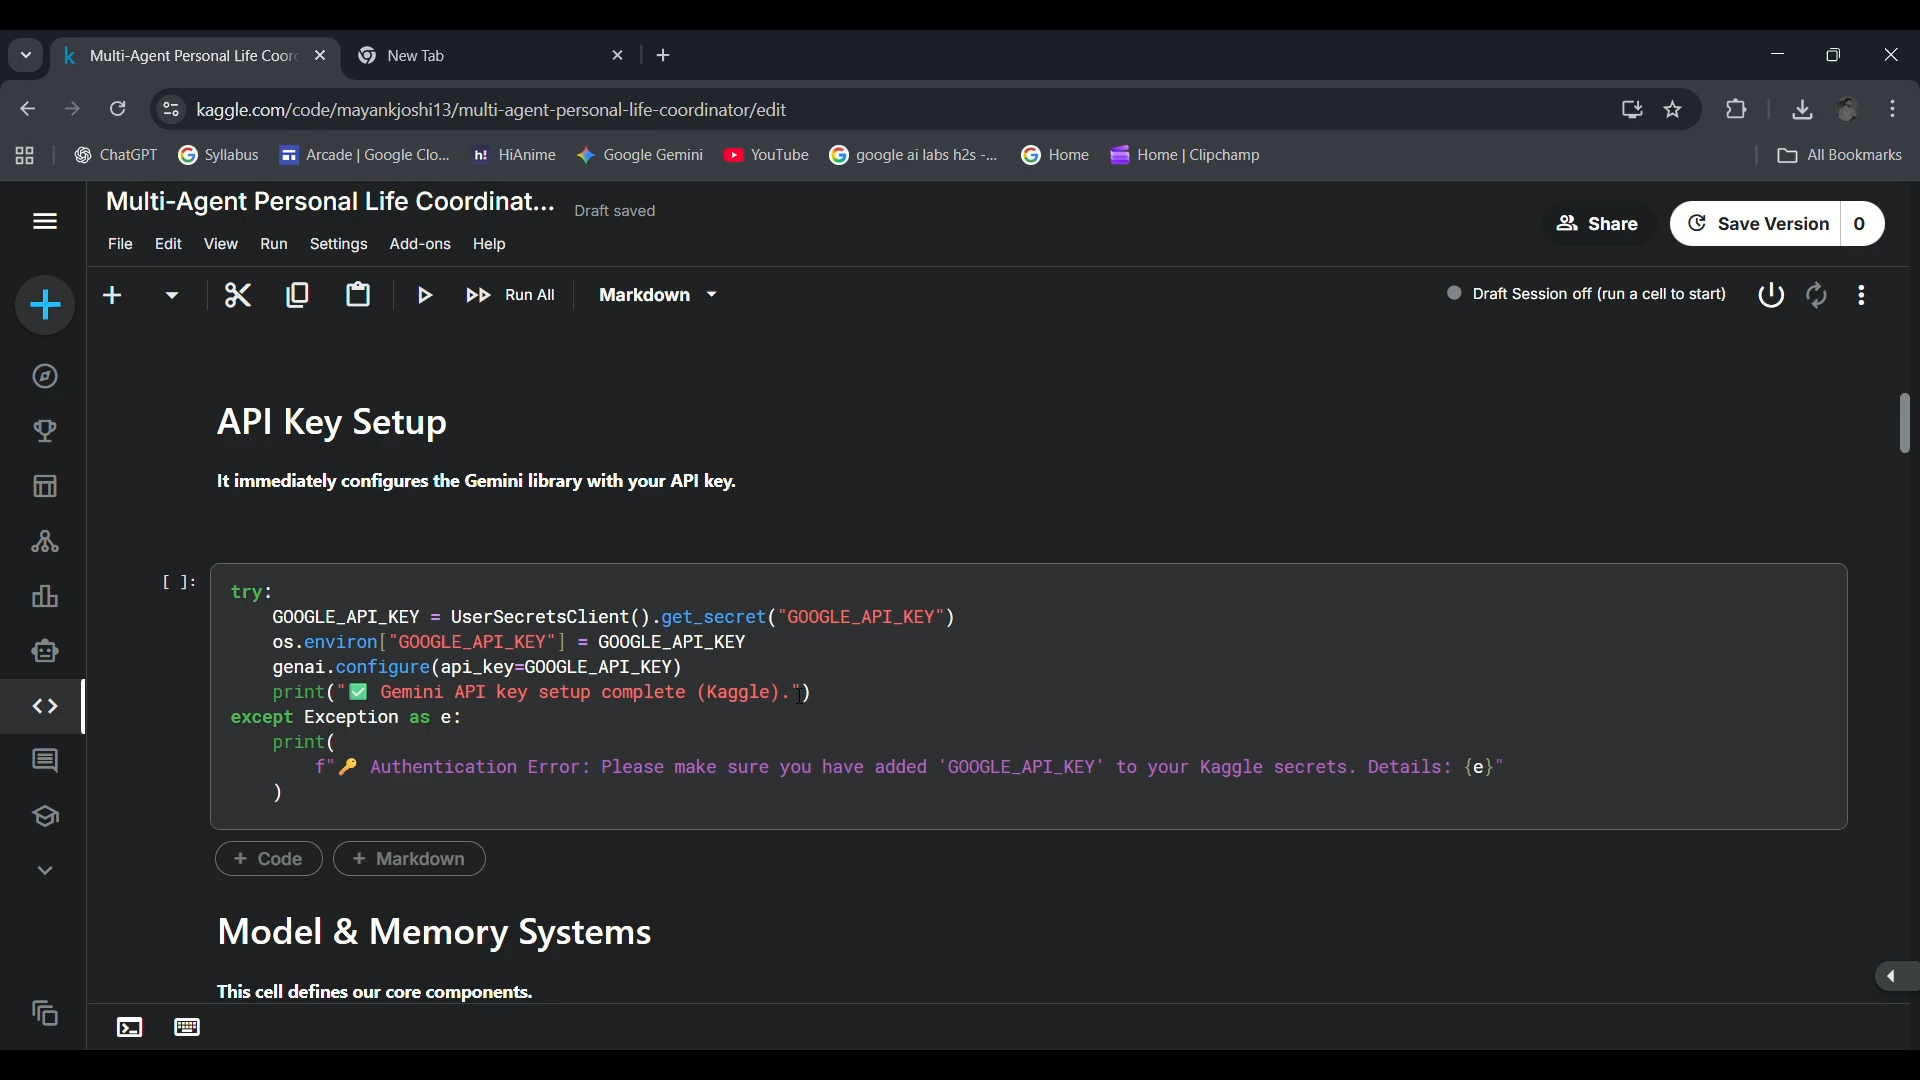 Multi-Agent Personal Life Coor
New Tab
kaggle.com/code/mayankjoshi13/multi-agent-personal-life-coordinator/edit
ChatGPT
Syllabus
Arcade | Google Clo...
HiAnime
Google Gemini
YouTube
google ai labs h2s -...
Home
Home | Clipchamp
All Bookmarks
Multi-Agent Personal Life Coordinat...
Draft saved
Share
Save Version
0
File
Edit
View
Run
Settings
Add-ons
Help
Run All
Markdown
Draft Session off (run a cell to start)
API Key Setup
It immediately configures the Gemini library with your API key.
[ ]:
try:
GOOGLE_API_KEY = UserSecretsClient().get_secret("GOOGLE_API_KEY")
os.environ["GOOGLE_API_KEY"] = GOOGLE_API_KEY
genai.configure(api_key=GOOGLE_API_KEY)
print("✅ Gemini API key setup complete (Kaggle).")
except Exception as e:
print(
f"🔑 Authentication Error: Please make sure you have added 'GOOGLE_API_KEY' to your Kaggle secrets. Details: {e}"
)
+ Code
+ Markdown
Model & Memory Systems
This cell defines our core components.